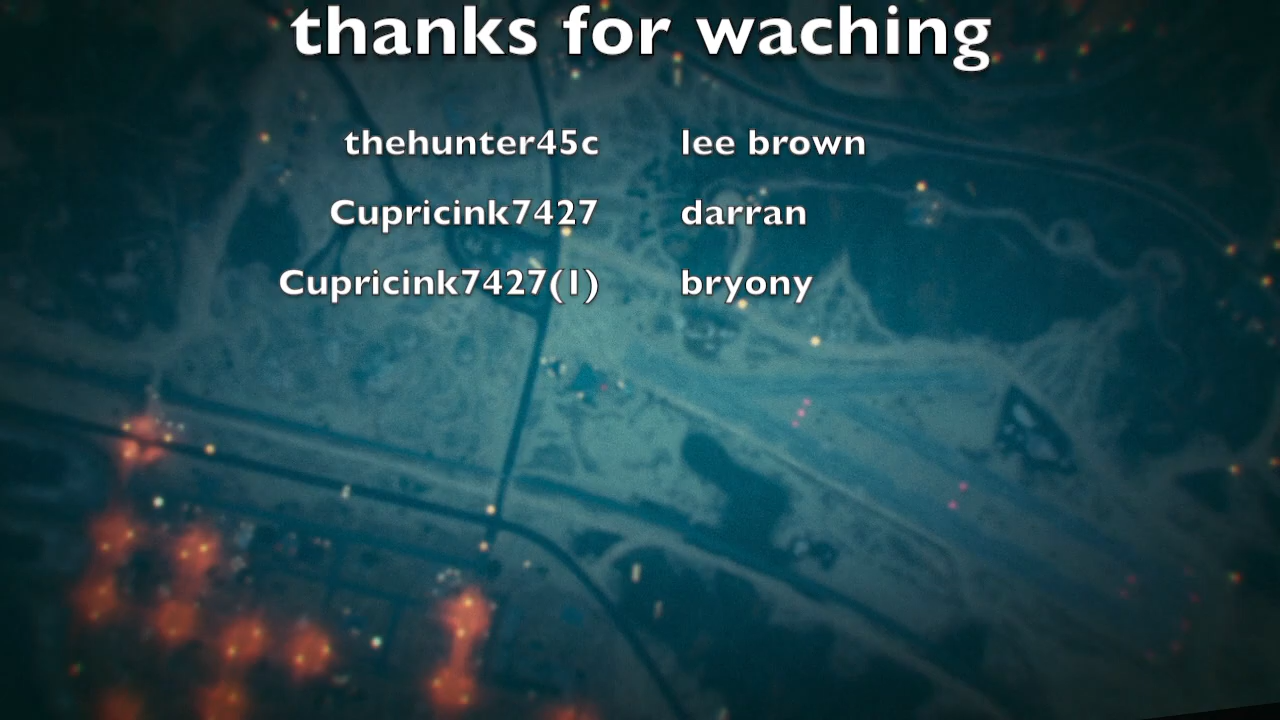 thanks for waching
thehunter45c lee brown
Cupricink7427 darran
Cupricink7427(1) bryony